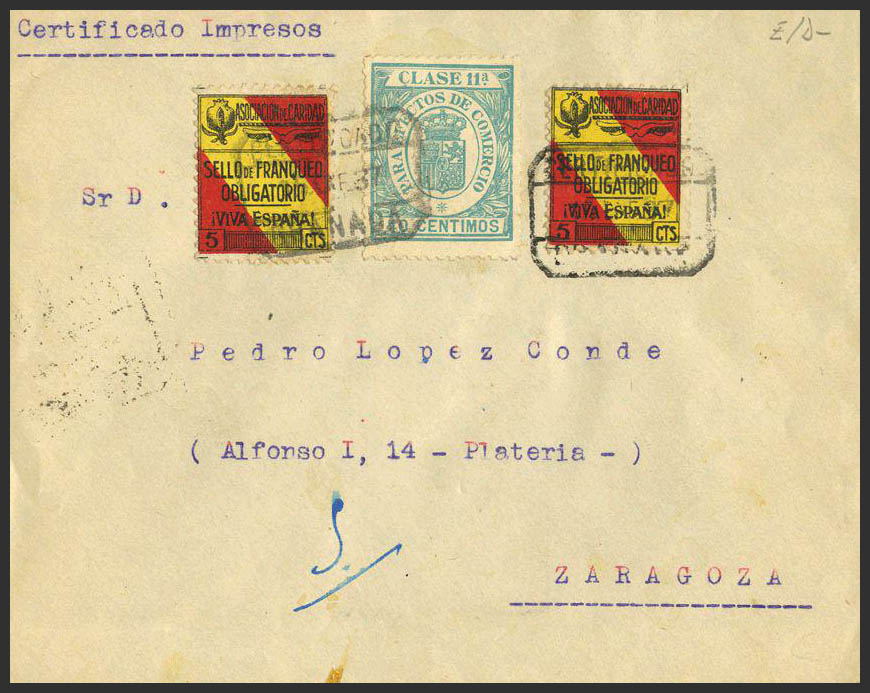 Certificado Impresos
E/D-
ASOCIACION DE CARIDAD
SELLO DE FRANQUEO
OBLIGATORIO
¡VIVA ESPAÑA!
5 CTS
CLASE 11ª
PARA EFECTOS DE COMERCIO
CENTIMOS
ASOCIACION DE CARIDAD
SELLO DE FRANQUEO
OBLIGATORIO
¡VIVA ESPAÑA!
5 CTS
Sr D .
Pedro Lopez Conde
( Alfonso I, 14 - Plateria - )
ZARAGOZA